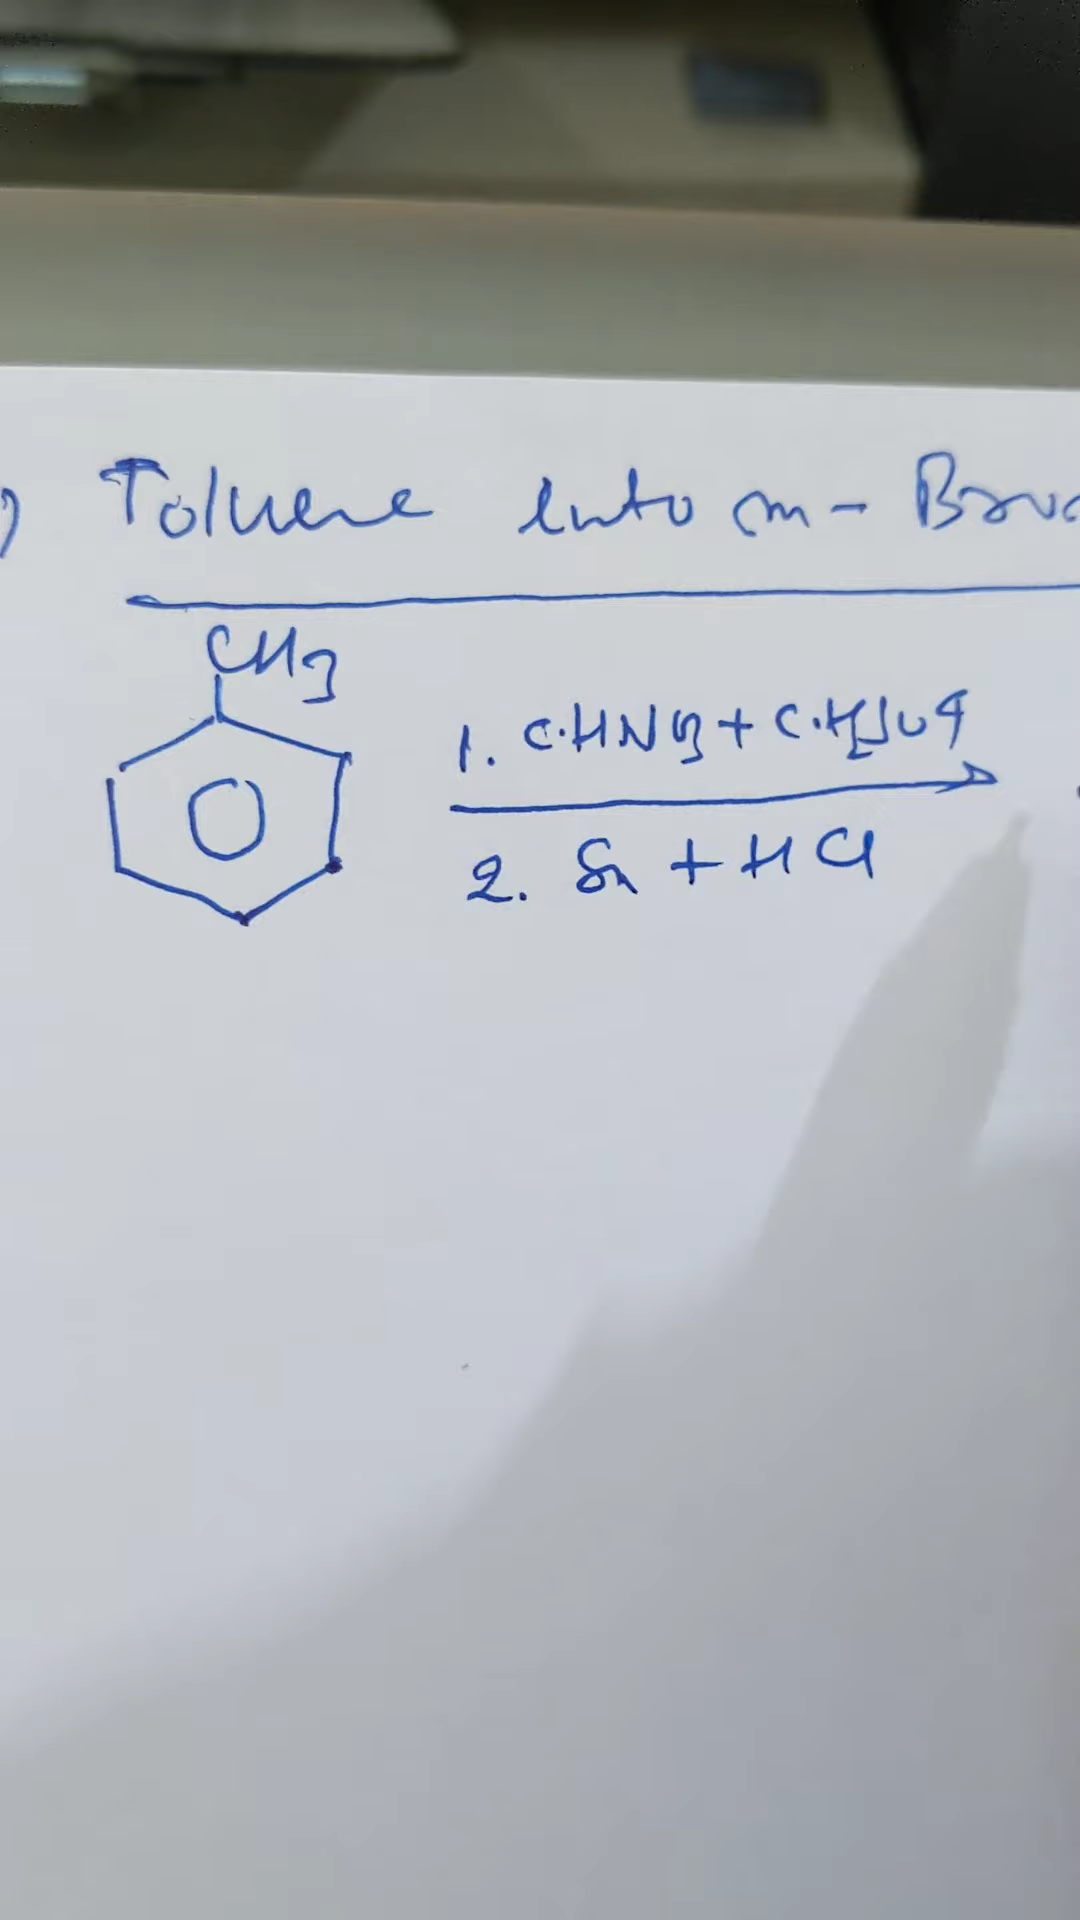 Toluene into m-
CH3
1. C.HNO3 + C.H2SO4
2. Sn + HCl